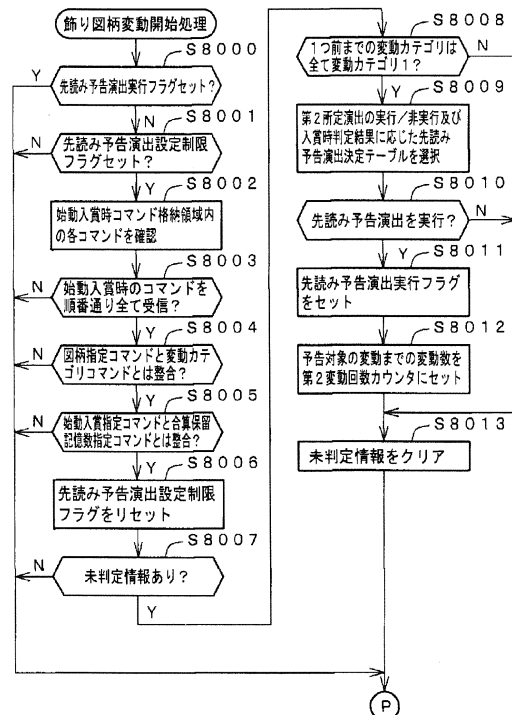 飾り図柄変動開始処理
S8000
Y
先読み予告演出実行フラグセット?
N
S8001
N
先読み予告演出設定制限
フラグセット?
Y
S8002
始動入賞時コマンド格納領域内
の各コマンドを確認
S8003
N
始動入賞時のコマンドを
順番通り全て受信?
Y
S8004
N
図柄指定コマンドと変動カテ
ゴリコマンドとは整合?
Y
S8005
N
始動入賞指定コマンドと合算保留
記憶数指定コマンドとは整合?
Y
S8006
先読み予告演出設定制限
フラグをリセット
S8007
N
未判定情報あり?
Y
S8008
1つ前までの変動カテゴリは
全て変動カテゴリ1?
N
Y
S8009
第2所定演出の実行/非実行及び
入賞時判定結果に応じた先読み
予告演出決定テーブルを選択
S8010
先読み予告演出を実行?
N
Y
S8011
先読み予告演出実行フラグ
をセット
S8012
予告対象の変動までの変動数を
第2変動回数カウンタにセット
S8013
未判定情報をクリア
P